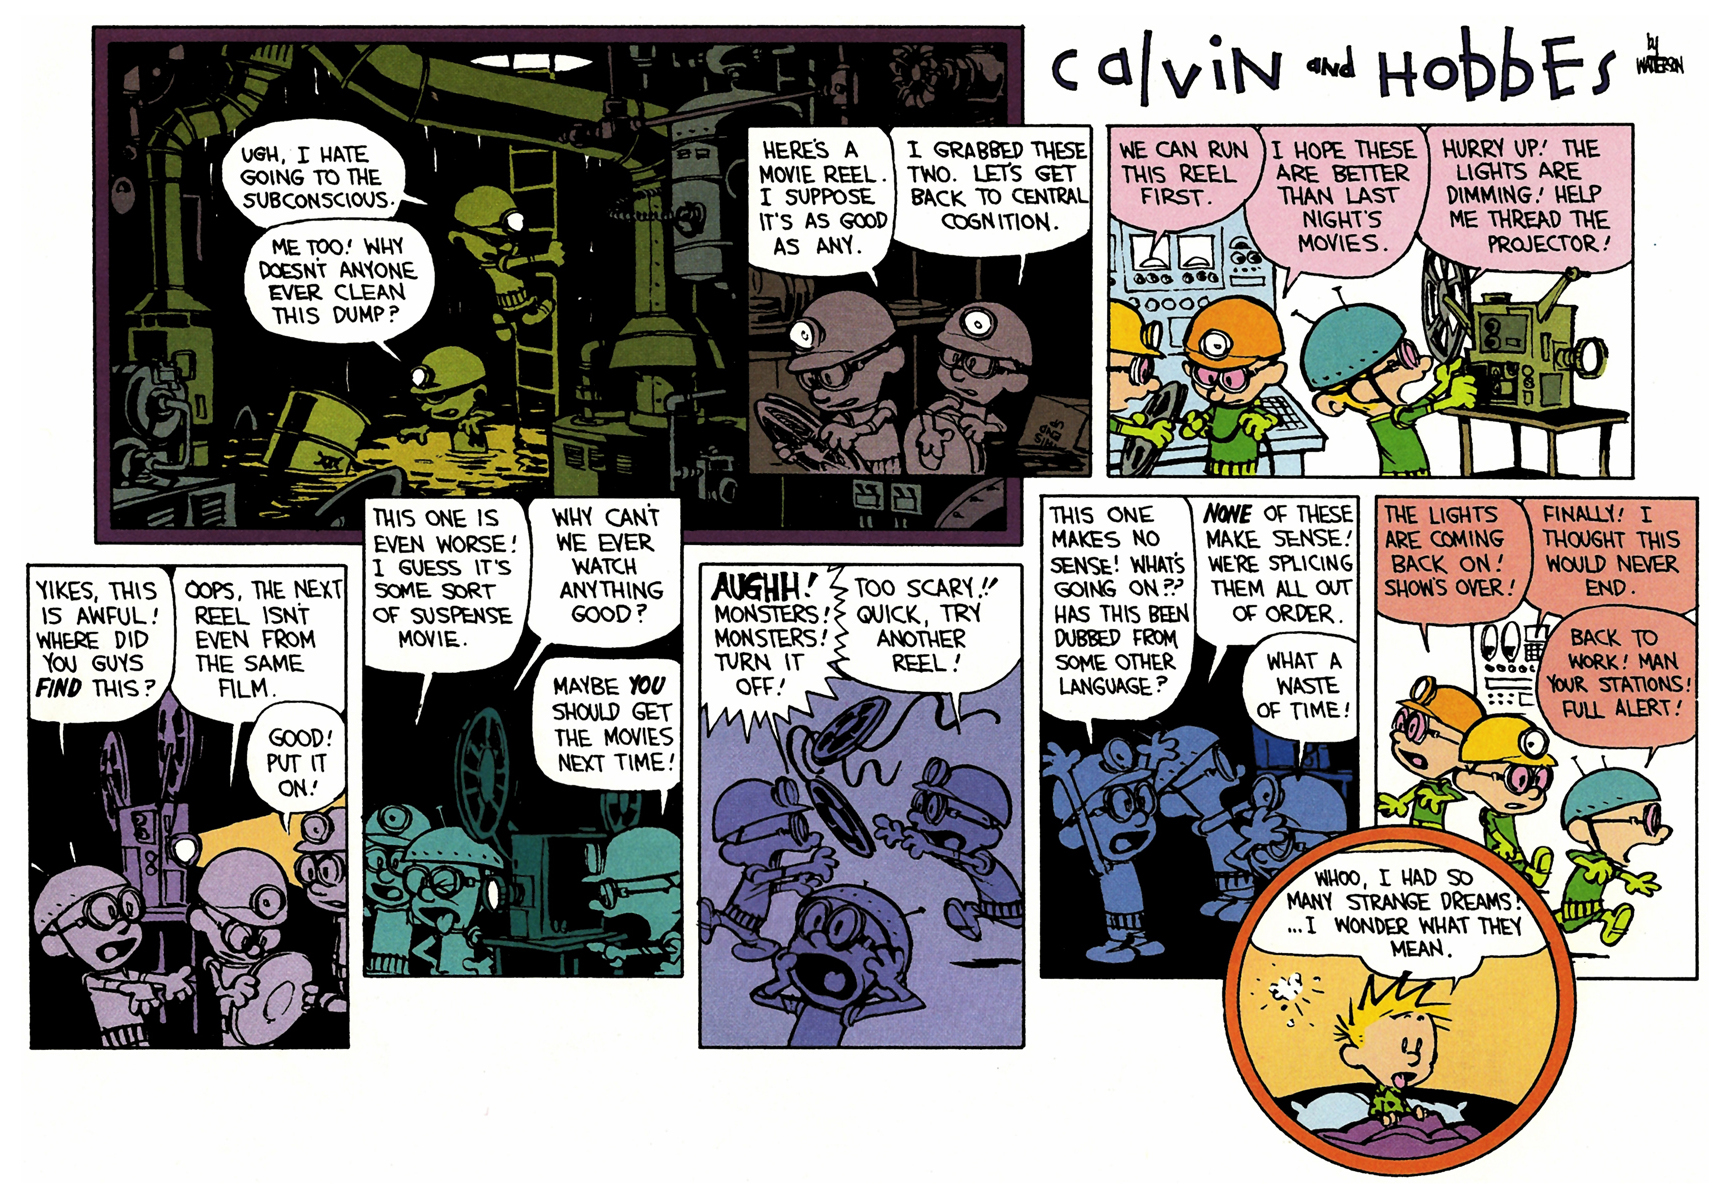 CALVIN AND HOBBES
by
WATTERSON
UGH, I HATE
GOING TO THE
SUBCONSCIOUS.
ME TOO! WHY
DOESN'T ANYONE
EVER CLEAN
THIS DUMP?
HERE'S A
MOVIE REEL.
I SUPPOSE
IT'S AS GOOD
AS ANY.
I GRABBED THESE
TWO. LET'S GET
BACK TO CENTRAL
COGNITION.
WE CAN RUN
THIS REEL
FIRST.
I HOPE THESE
ARE BETTER
THAN LAST
NIGHT'S
MOVIES.
HURRY UP! THE
LIGHTS ARE
DIMMING! HELP
ME THREAD THE
PROJECTOR!
YIKES, THIS
IS AWFUL!
WHERE DID
YOU GUYS
FIND THIS?
OOPS, THE NEXT
REEL ISN'T
EVEN FROM
THE SAME
FILM.
GOOD!
PUT IT
ON!
THIS ONE IS
EVEN WORSE!
I GUESS IT'S
SOME SORT
OF SUSPENSE
MOVIE.
WHY CAN'T
WE EVER
WATCH
ANYTHING
GOOD?
MAYBE YOU
SHOULD GET
THE MOVIES
NEXT TIME!
AUGHH!
MONSTERS!
MONSTERS!
TURN IT
OFF!
TOO SCARY!!
QUICK, TRY
ANOTHER
REEL!
THIS ONE
MAKES NO
SENSE! WHAT'S
GOING ON??
HAS THIS BEEN
DUBBED FROM
SOME OTHER
LANGUAGE?
NONE OF THESE
MAKE SENSE!
WE'RE SPLICING
THEM ALL OUT
OF ORDER.
WHAT A
WASTE
OF TIME!
THE LIGHTS
ARE COMING
BACK ON!
SHOW'S OVER!
FINALLY! I
THOUGHT THIS
WOULD NEVER
END.
BACK TO
WORK! MAN
YOUR STATIONS!
FULL ALERT!
WHOO, I HAD SO
MANY STRANGE DREAMS!
...I WONDER WHAT THEY
MEAN.